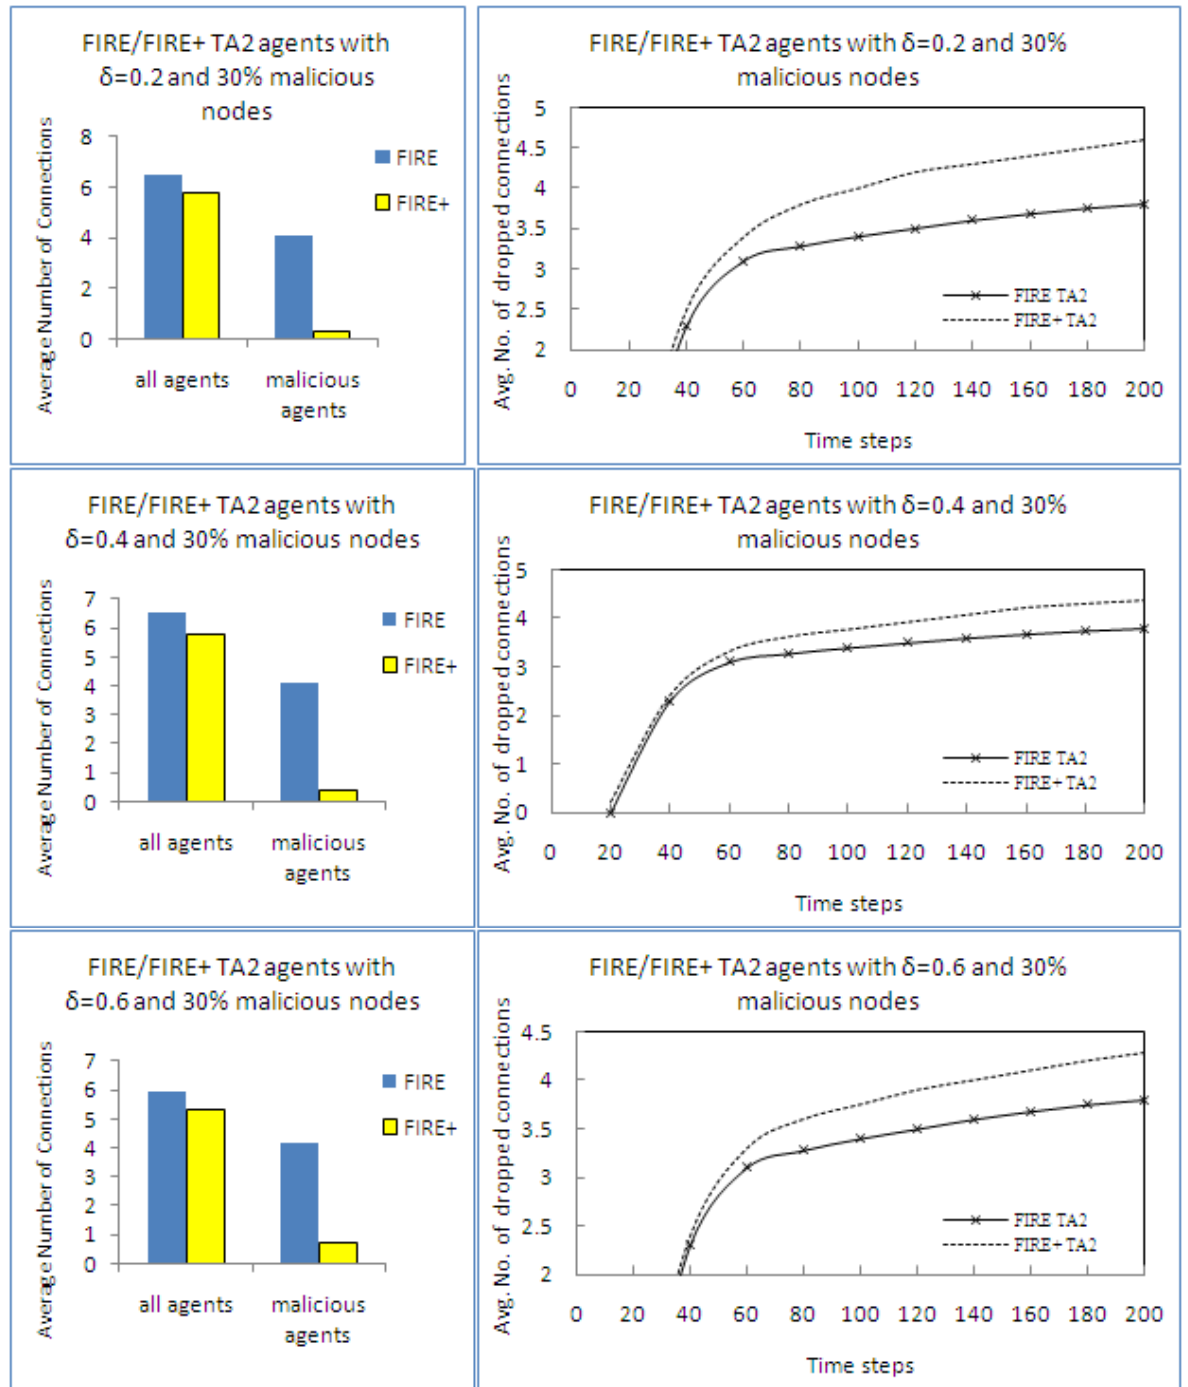 FIRE/FIRE+ TA2 agents with
δ=0.2 and 30% malicious
nodes
Average Number of Connections
8
6
4
2
0
FIRE
FIRE+
all agents
malicious
agents
FIRE/FIRE+ TA2 agents with δ=0.2 and 30%
malicious nodes
Avg. No. of dropped connections
5
4.5
4
3.5
3
2.5
2
FIRE TA2
FIRE+ TA2
0 20 40 60 80 100 120 140 160 180 200
Time steps
FIRE/FIRE+ TA2 agents with
δ=0.4 and 30% malicious nodes
Average Number of Connections
7
6
5
4
3
2
1
0
FIRE
FIRE+
all agents
malicious
agents
FIRE/FIRE+ TA2 agents with δ=0.4 and 30%
malicious nodes
Avg. No. of dropped connections
5
4
3
2
1
0
FIRE TA2
FIRE+ TA2
0 20 40 60 80 100 120 140 160 180 200
Time steps
FIRE/FIRE+ TA2 agents with
δ=0.6 and 30% malicious nodes
Average Number of Connections
7
6
5
4
3
2
1
0
FIRE
FIRE+
all agents
malicious
agents
FIRE/FIRE+ TA2 agents with δ=0.6 and 30%
malicious nodes
Avg. No. of dropped connections
4.5
4
3.5
3
2.5
2
FIRE TA2
FIRE+ TA2
0 20 40 60 80 100 120 140 160 180 200
Time steps